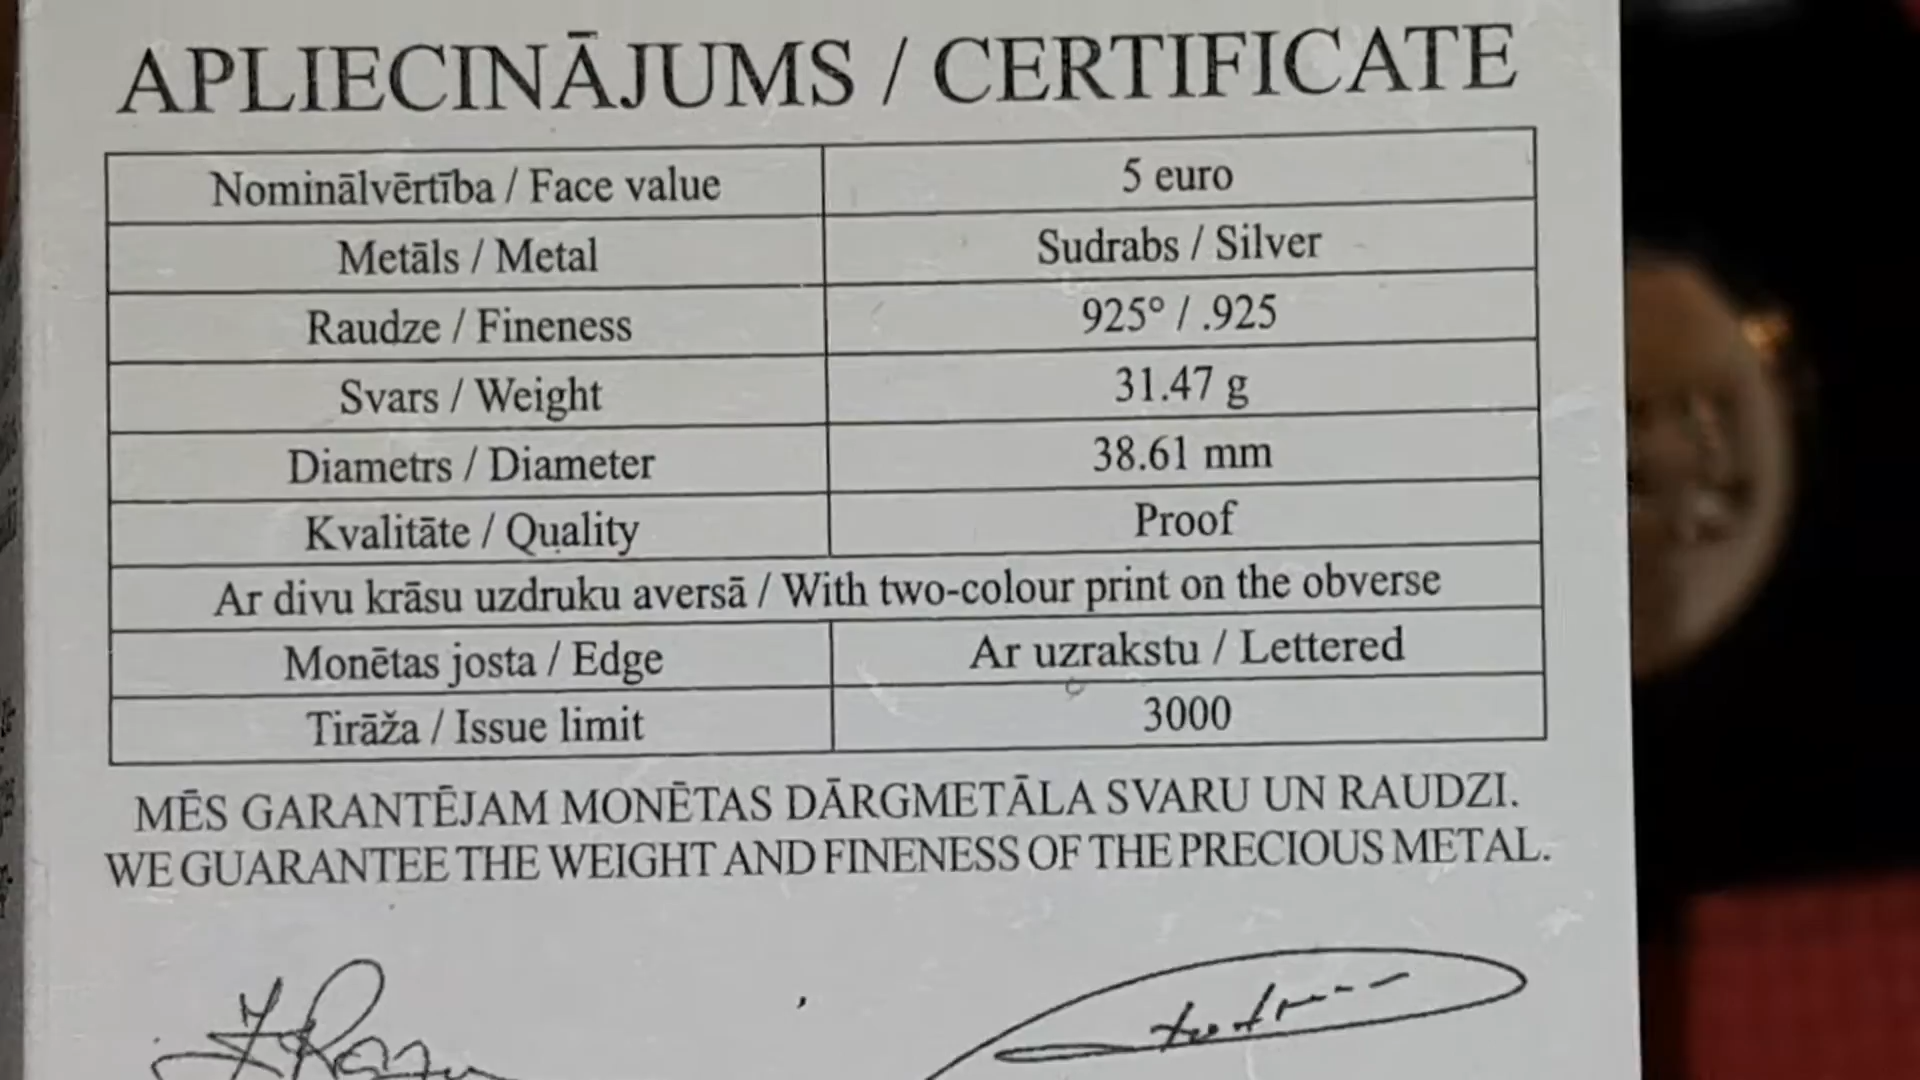 APLIECINĀJUMS / CERTIFICATE
Nominālvērtība / Face value 5 euro
Metāls / Metal Sudrabs / Silver
Raudze / Fineness 925° / .925
Svars / Weight 31.47 g
Diametrs / Diameter 38.61 mm
Kvalitāte / Quality Proof
Ar divu krāsu uzdruku aversā / With two-colour print on the obverse
Monētas josta / Edge Ar uzrakstu / Lettered
Tirāža / Issue limit 3000
MĒS GARANTĒJAM MONĒTAS DĀRGMETĀLA SVARU UN RAUDZI.
WE GUARANTEE THE WEIGHT AND FINENESS OF THE PRECIOUS METAL.